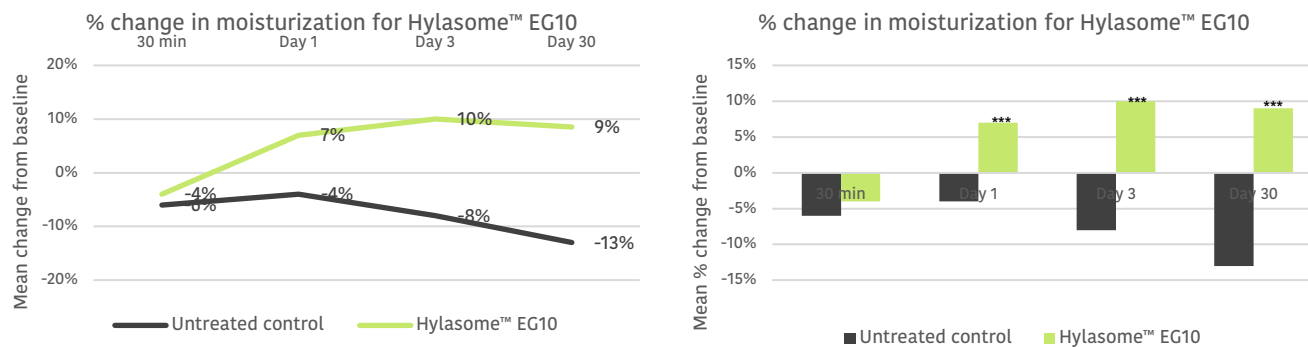 % change in moisturization for Hylasome™ EG10
30 min Day 1 Day 3 Day 30
20%
10%
0%
-10%
-20%
Mean change from baseline
7%
10%
9%
-4%
-6%
-4%
-8%
-13%
Untreated control Hylasome™ EG10
% change in moisturization for Hylasome™ EG10
15%
10%
5%
0%
-5%
-10%
-15%
Mean % change from baseline
*** *** ***
30 min Day 1 Day 3 Day 30
Untreated control Hylasome™ EG10